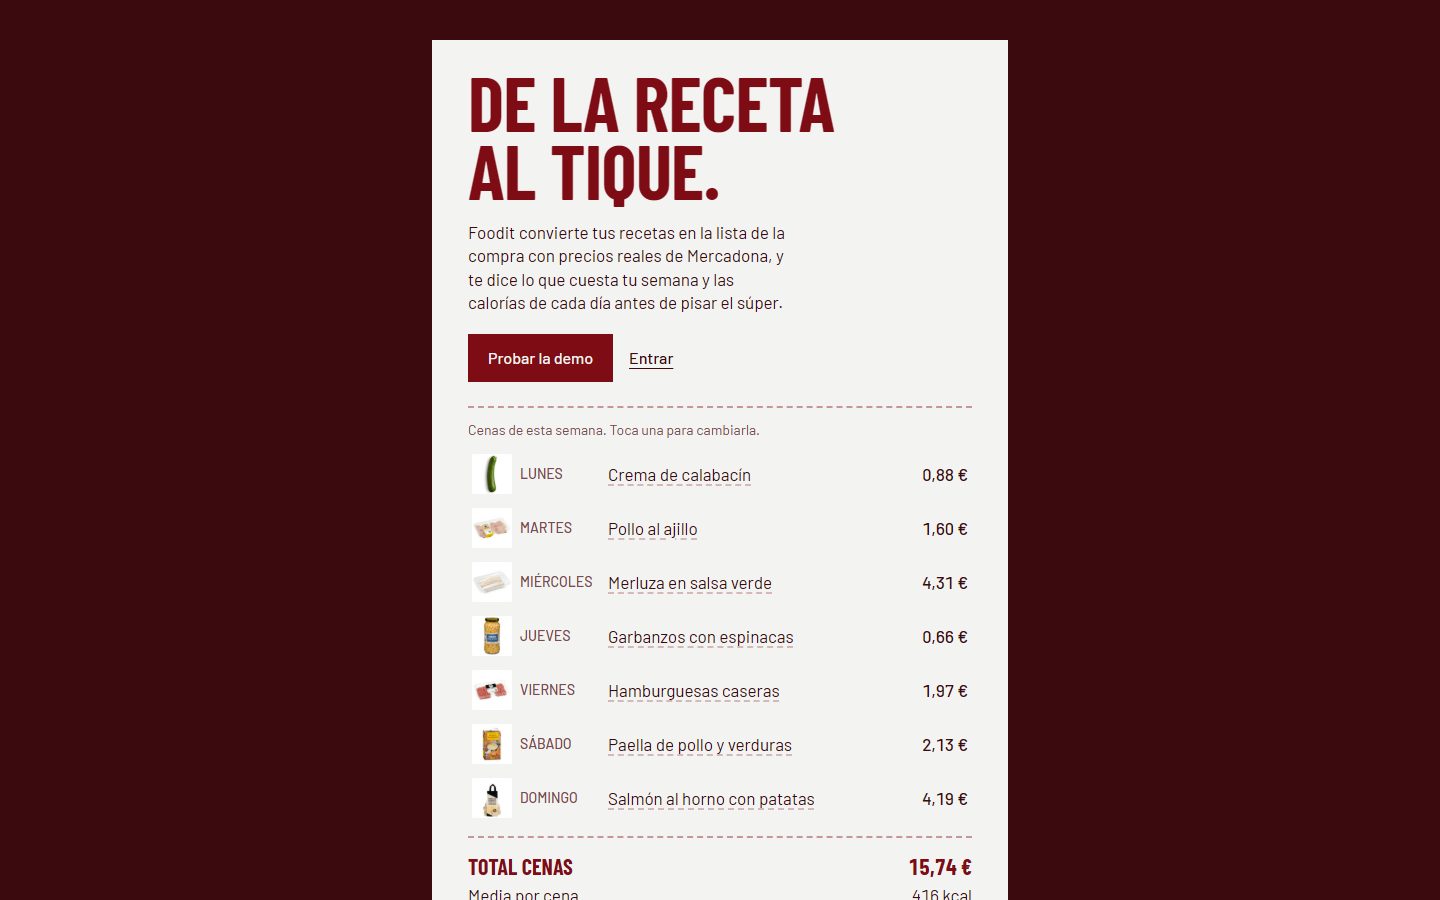 DE LA RECETA
AL TIQUE.
Foodit convierte tus recetas en la lista de la
compra con precios reales de Mercadona, y
te dice lo que cuesta tu semana y las
calorías de cada día antes de pisar el súper.
Probar la demo Entrar
Cenas de esta semana. Toca una para cambiarla.
LUNES Crema de calabacín 0,88 €
MARTES Pollo al ajillo 1,60 €
MIÉRCOLES Merluza en salsa verde 4,31 €
JUEVES Garbanzos con espinacas 0,66 €
VIERNES Hamburguesas caseras 1,97 €
SÁBADO Paella de pollo y verduras 2,13 €
DOMINGO Salmón al horno con patatas 4,19 €
TOTAL CENAS 15,74 €
Media por cena 416 kcal